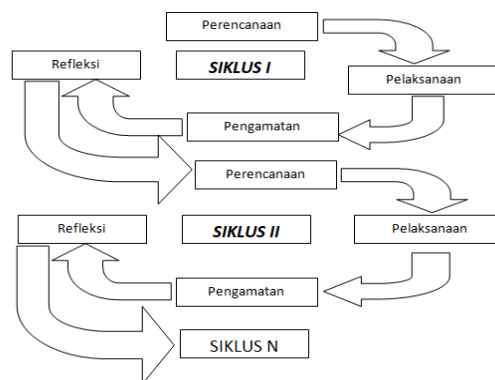 Perencanaan
Refleksi
SIKLUS I
Pelaksanaan
Pengamatan
Perencanaan
Refleksi
SIKLUS II
Pelaksanaan
Pengamatan
SIKLUS N